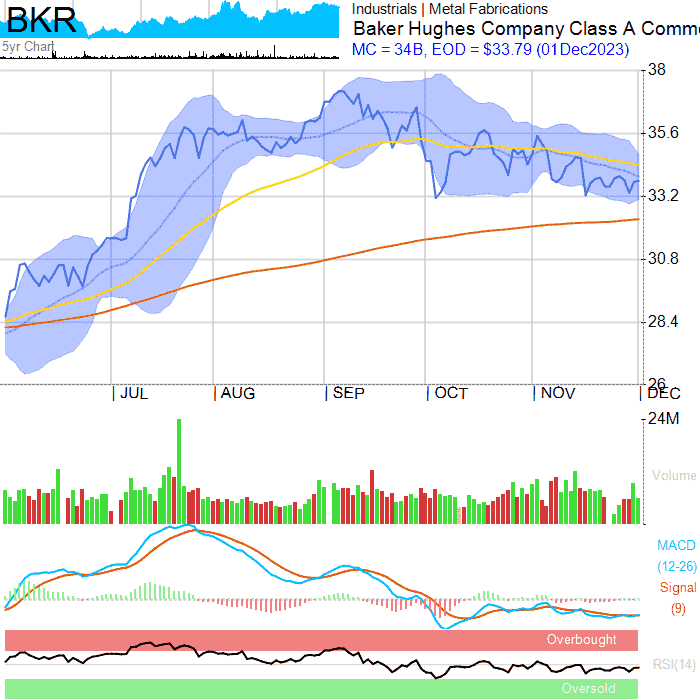 BKR
5yr Chart
Industrials | Metal Fabrications
Baker Hughes Company Class A Comm
MC = 34B, EOD = $33.79 (01Dec2023)
38
35.6
33.2
30.8
28.4
26
JUL
AUG
SEP
OCT
NOV
DEC
24M
Volume
MACD
(12-26)
Signal
(9)
Overbought
RSI(14)
Oversold